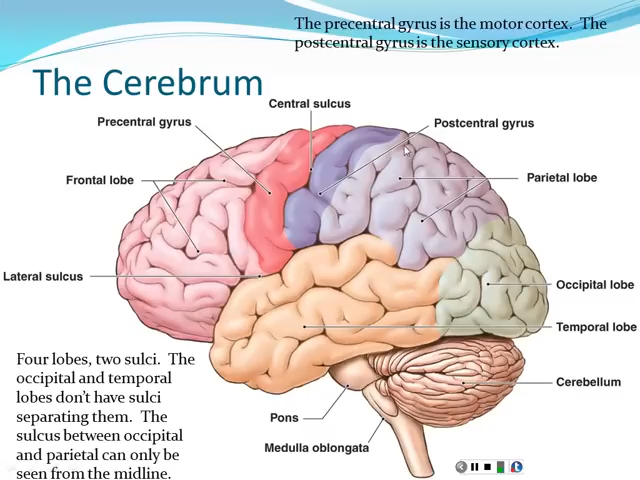 The precentral gyrus is the motor cortex. The
postcentral gyrus is the sensory cortex.
The Cerebrum
Central sulcus
Precentral gyrus
Postcentral gyrus
Frontal lobe
Parietal lobe
Lateral sulcus
Occipital lobe
Temporal lobe
Four lobes, two sulci. The
occipital and temporal
lobes don't have sulci
separating them. The
sulcus between occipital
and parietal can only be
seen from the midline.
Cerebellum
Pons
Medulla oblongata